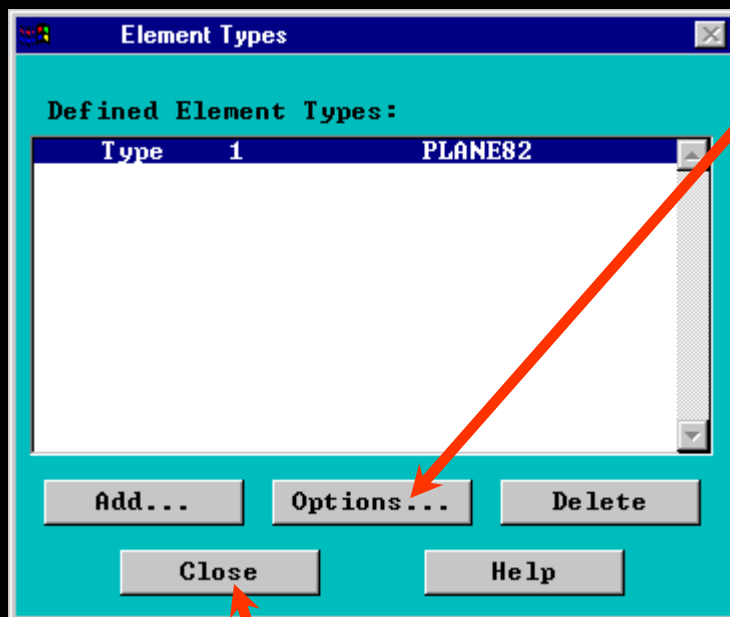 Element Types
Defined Element Types:
Type 1 PLANE82
Add... Options... Delete
Close Help